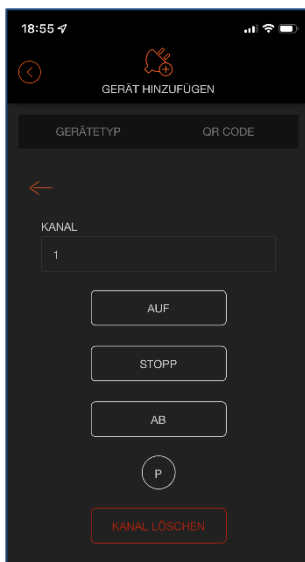 18:55
GERÄT HINZUFÜGEN
GERÄTETYP QR CODE
KANAL
1
AUF
STOPP
AB
P
KANAL LÖSCHEN